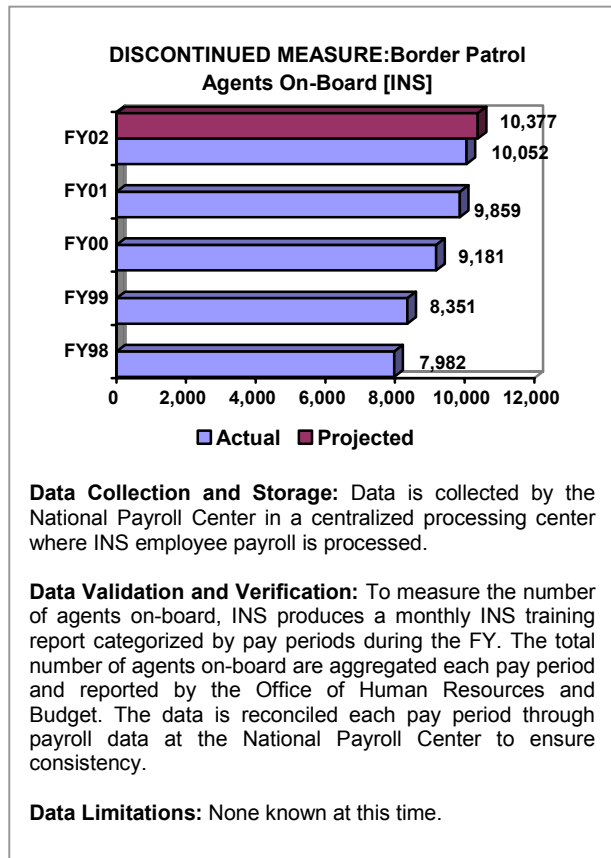 DISCONTINUED MEASURE:Border Patrol
Agents On-Board [INS]
FY02
10,377
10,052
FY01
9,859
FY00
9,181
FY99
8,351
FY98
7,982
0 2,000 4,000 6,000 8,000 10,000 12,000
Actual Projected
Data Collection and Storage: Data is collected by the
National Payroll Center in a centralized processing center
where INS employee payroll is processed.
Data Validation and Verification: To measure the number
of agents on-board, INS produces a monthly INS training
report categorized by pay periods during the FY. The total
number of agents on-board are aggregated each pay period
and reported by the Office of Human Resources and
Budget. The data is reconciled each pay period through
payroll data at the National Payroll Center to ensure
consistency.
Data Limitations: None known at this time.